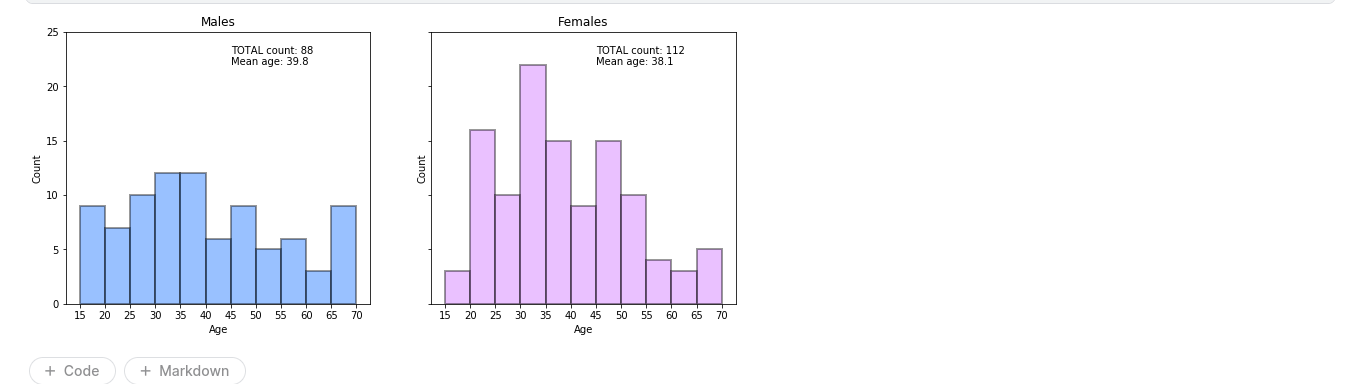 Males
TOTAL count: 88
Mean age: 39.8
25
20
15
10
5
0
Count
15 20 25 30 35 40 45 50 55 60 65 70
Age
Females
TOTAL count: 112
Mean age: 38.1
Count
15 20 25 30 35 40 45 50 55 60 65 70
Age
+ Code
+ Markdown